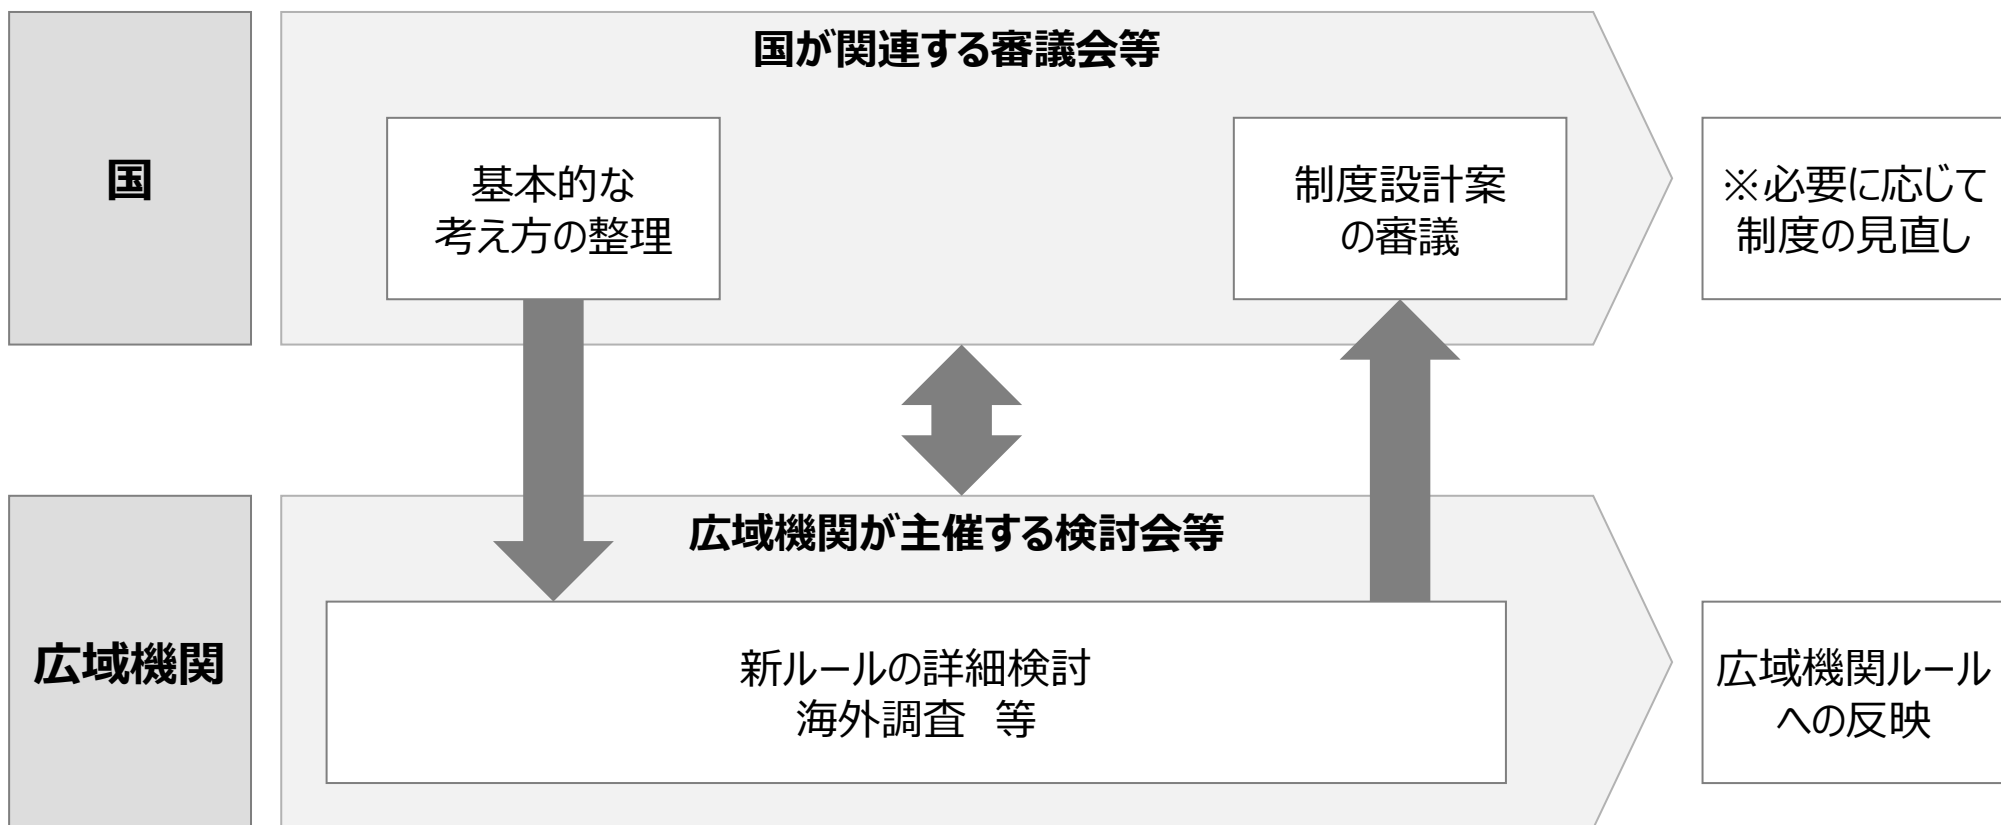 国
国が関連する審議会等
基本的な
考え方の整理
制度設計案
の審議
※必要に応じて
制度の見直し
広域機関
広域機関が主催する検討会等
新ルールの詳細検討
海外調査　等
広域機関ルール
への反映